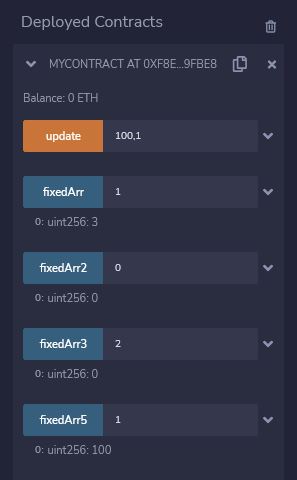 Deployed Contracts
MYCONTRACT AT 0XF8E...9FBE8
Balance: 0 ETH
update 100,1
fixedArr 1
0: uint256: 3
fixedArr2 0
0: uint256: 0
fixedArr3 2
0: uint256: 0
fixedArr5 1
0: uint256: 100